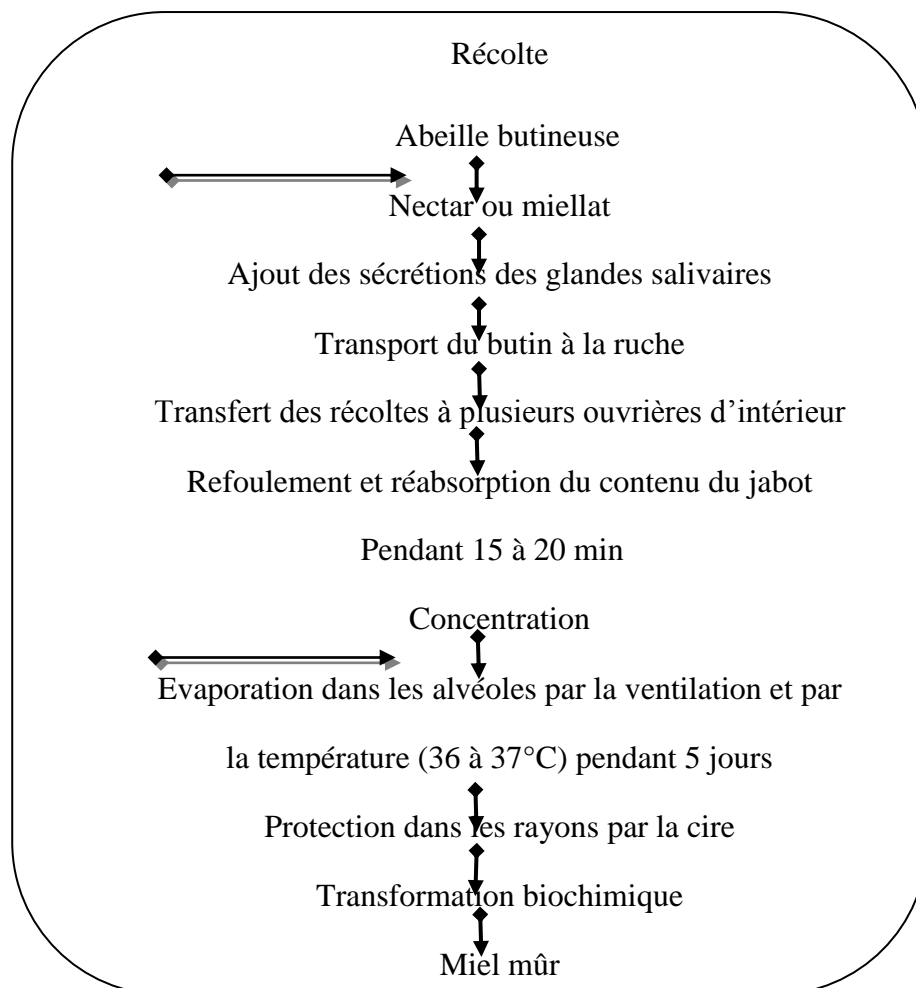 Récolte
Abeille butineuse
Nectar ou miellat
Ajout des sécrétions des glandes salivaires
Transport du butin à la ruche
Transfert des récoltes à plusieurs ouvrières d’intérieur
Refoulement et réabsorption du contenu du jabot
Pendant 15 à 20 min
Concentration
Evaporation dans les alvéoles par la ventilation et par
la température (36 à 37°C) pendant 5 jours
Protection dans les rayons par la cire
Transformation biochimique
Miel mûr